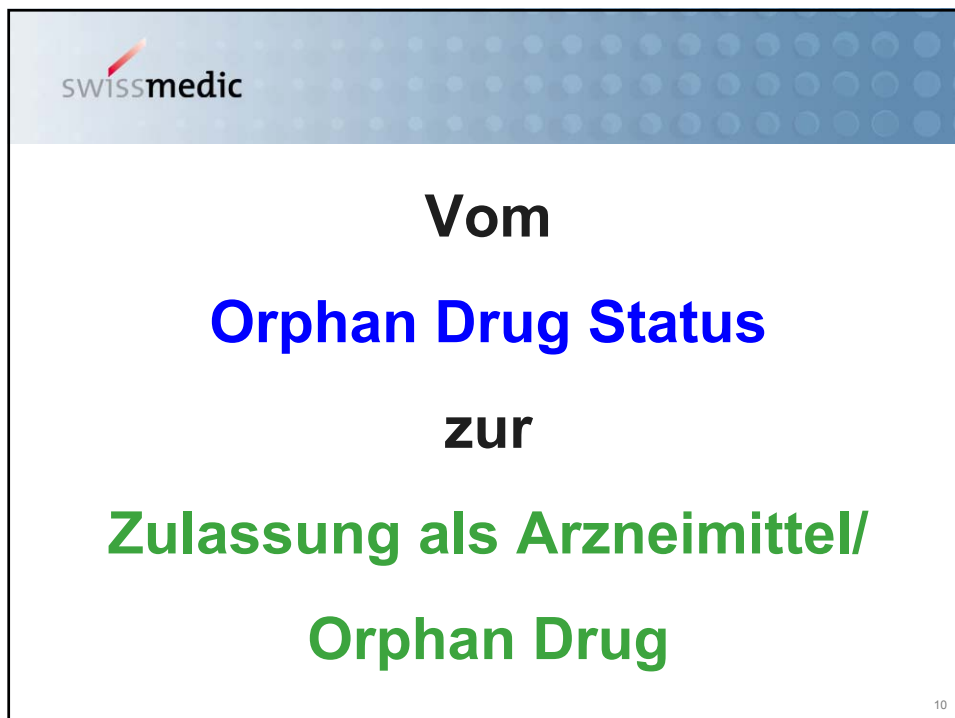 swissmedic
Vom
Orphan Drug Status
zur
Zulassung als Arzneimittel/
Orphan Drug
10